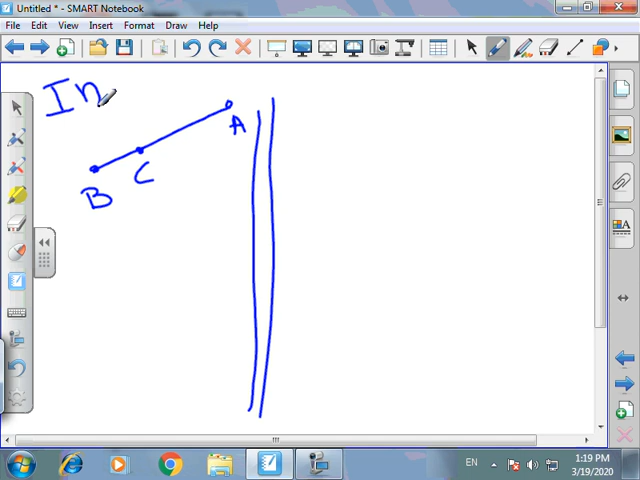 Untitled * - SMART Notebook
File Edit View Insert Format Draw Help
In
A
C
B
EN
1:19 PM
3/19/2020